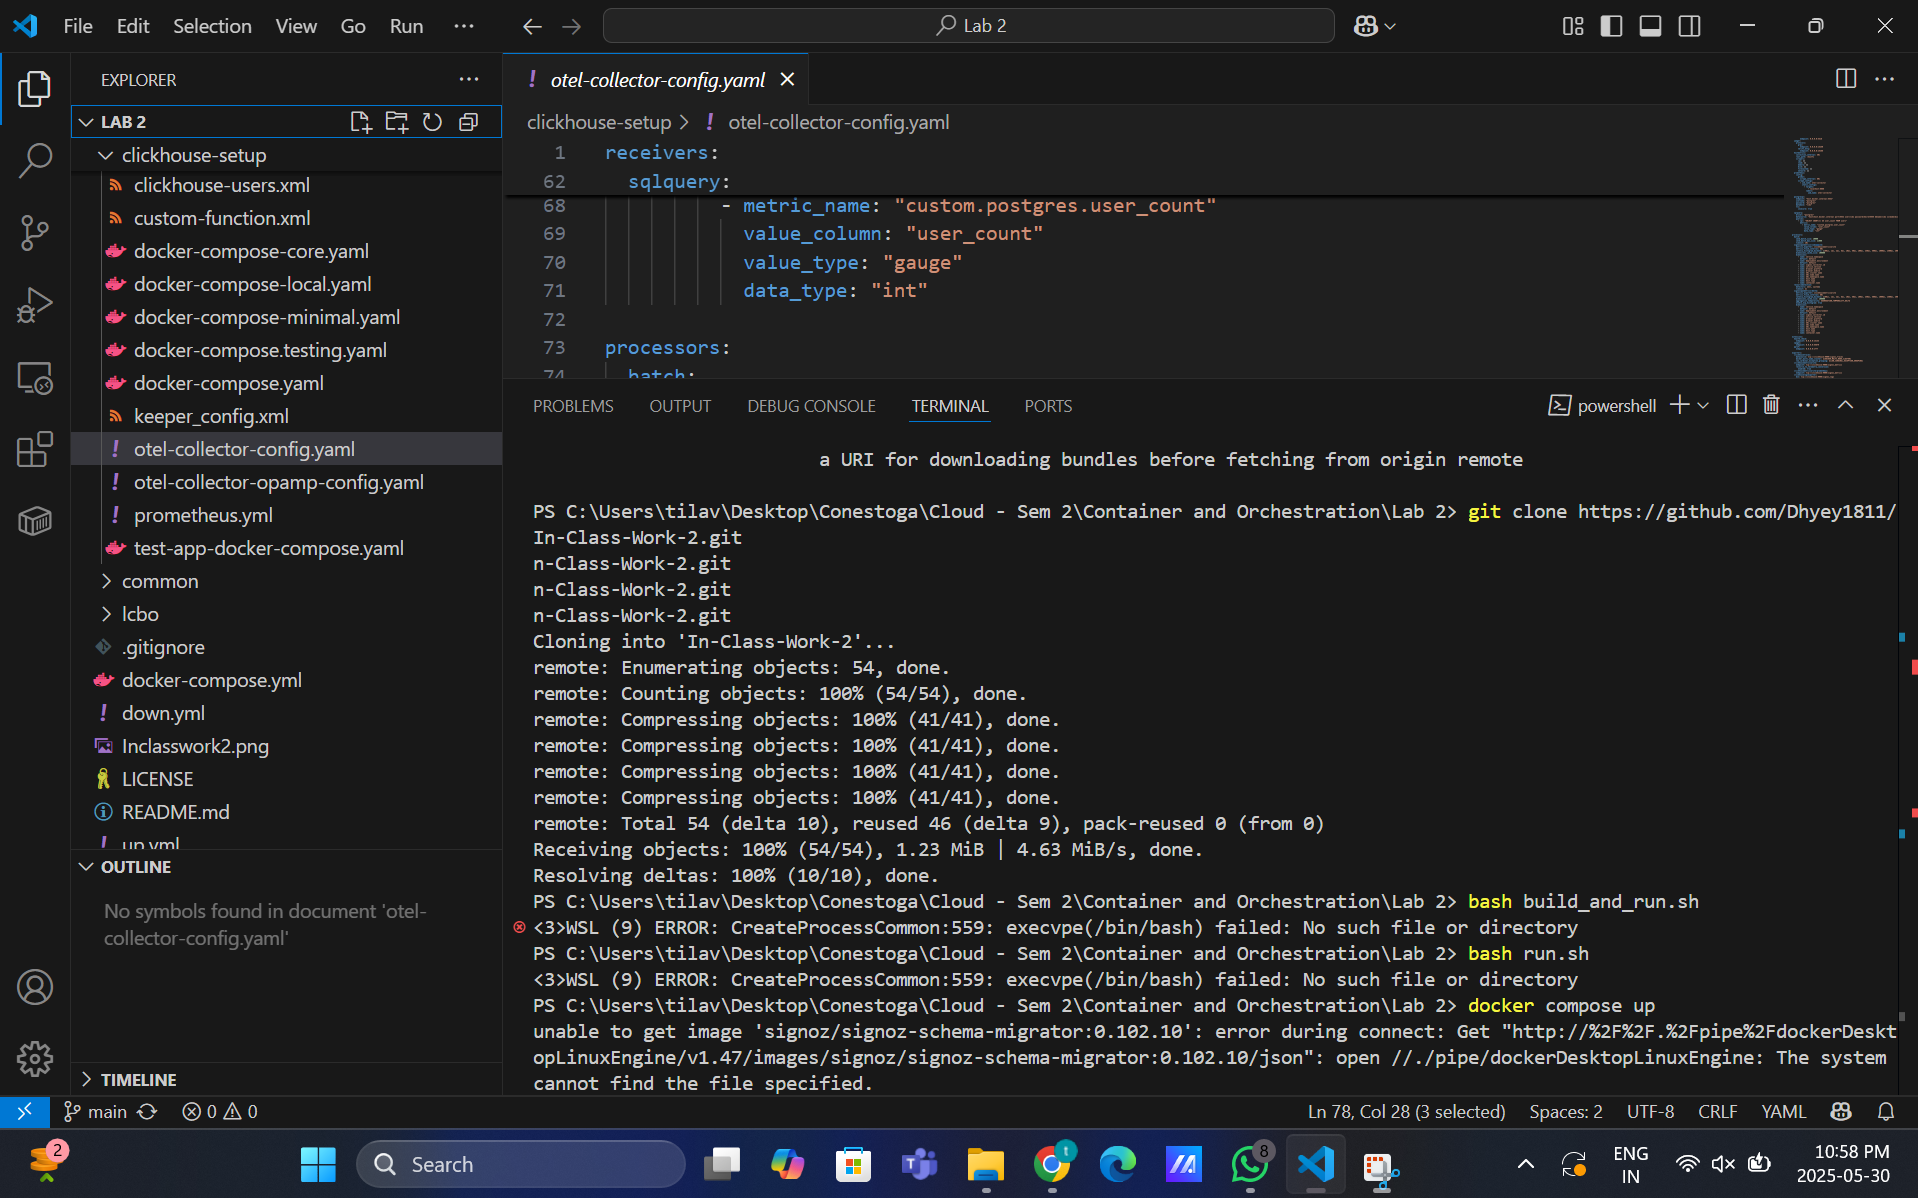 File Edit Selection View Go Run ···
Lab 2
EXPLORER
LAB 2
clickhouse-setup
clickhouse-users.xml
custom-function.xml
docker-compose-core.yaml
docker-compose-local.yaml
docker-compose-minimal.yaml
docker-compose.testing.yaml
docker-compose.yaml
keeper_config.xml
! otel-collector-config.yaml
! otel-collector-opamp-config.yaml
! prometheus.yml
test-app-docker-compose.yaml
common
lcbo
.gitignore
docker-compose.yml
! down.yml
Inclasswork2.png
LICENSE
README.md
! up.yml
OUTLINE
No symbols found in document 'otel-
collector-config.yaml'
TIMELINE
! otel-collector-config.yaml
clickhouse-setup > ! otel-collector-config.yaml
1 receivers:
62 sqlquery:
68 - metric_name: "custom.postgres.user_count"
69 value_column: "user_count"
70 value_type: "gauge"
71 data_type: "int"
72
73 processors:
74 batch:
PROBLEMS OUTPUT DEBUG CONSOLE TERMINAL PORTS
powershell
a URI for downloading bundles before fetching from origin remote
PS C:\Users\tilav\Desktop\Conestoga\Cloud - Sem 2\Container and Orchestration\Lab 2> git clone https://github.com/Dhyey1811/
In-Class-Work-2.git
n-Class-Work-2.git
n-Class-Work-2.git
n-Class-Work-2.git
Cloning into 'In-Class-Work-2'...
remote: Enumerating objects: 54, done.
remote: Counting objects: 100% (54/54), done.
remote: Compressing objects: 100% (41/41), done.
remote: Compressing objects: 100% (41/41), done.
remote: Compressing objects: 100% (41/41), done.
remote: Compressing objects: 100% (41/41), done.
remote: Total 54 (delta 10), reused 46 (delta 9), pack-reused 0 (from 0)
Receiving objects: 100% (54/54), 1.23 MiB | 4.63 MiB/s, done.
Resolving deltas: 100% (10/10), done.
PS C:\Users\tilav\Desktop\Conestoga\Cloud - Sem 2\Container and Orchestration\Lab 2> bash build_and_run.sh
<3>WSL (9) ERROR: CreateProcessCommon:559: execvpe(/bin/bash) failed: No such file or directory
PS C:\Users\tilav\Desktop\Conestoga\Cloud - Sem 2\Container and Orchestration\Lab 2> bash run.sh
<3>WSL (9) ERROR: CreateProcessCommon:559: execvpe(/bin/bash) failed: No such file or directory
PS C:\Users\tilav\Desktop\Conestoga\Cloud - Sem 2\Container and Orchestration\Lab 2> docker compose up
unable to get image 'signoz/signoz-schema-migrator:0.102.10': error during connect: Get "http://%2F%2F.%2Fpipe%2FdockerDeskt
opLinuxEngine/v1.47/images/signoz/signoz-schema-migrator:0.102.10/json": open //./pipe/dockerDesktopLinuxEngine: The system
cannot find the file specified.
main 0 0
Ln 78, Col 28 (3 selected) Spaces: 2 UTF-8 CRLF YAML
2
Search
t
8
ENG
IN
10:58 PM
2025-05-30